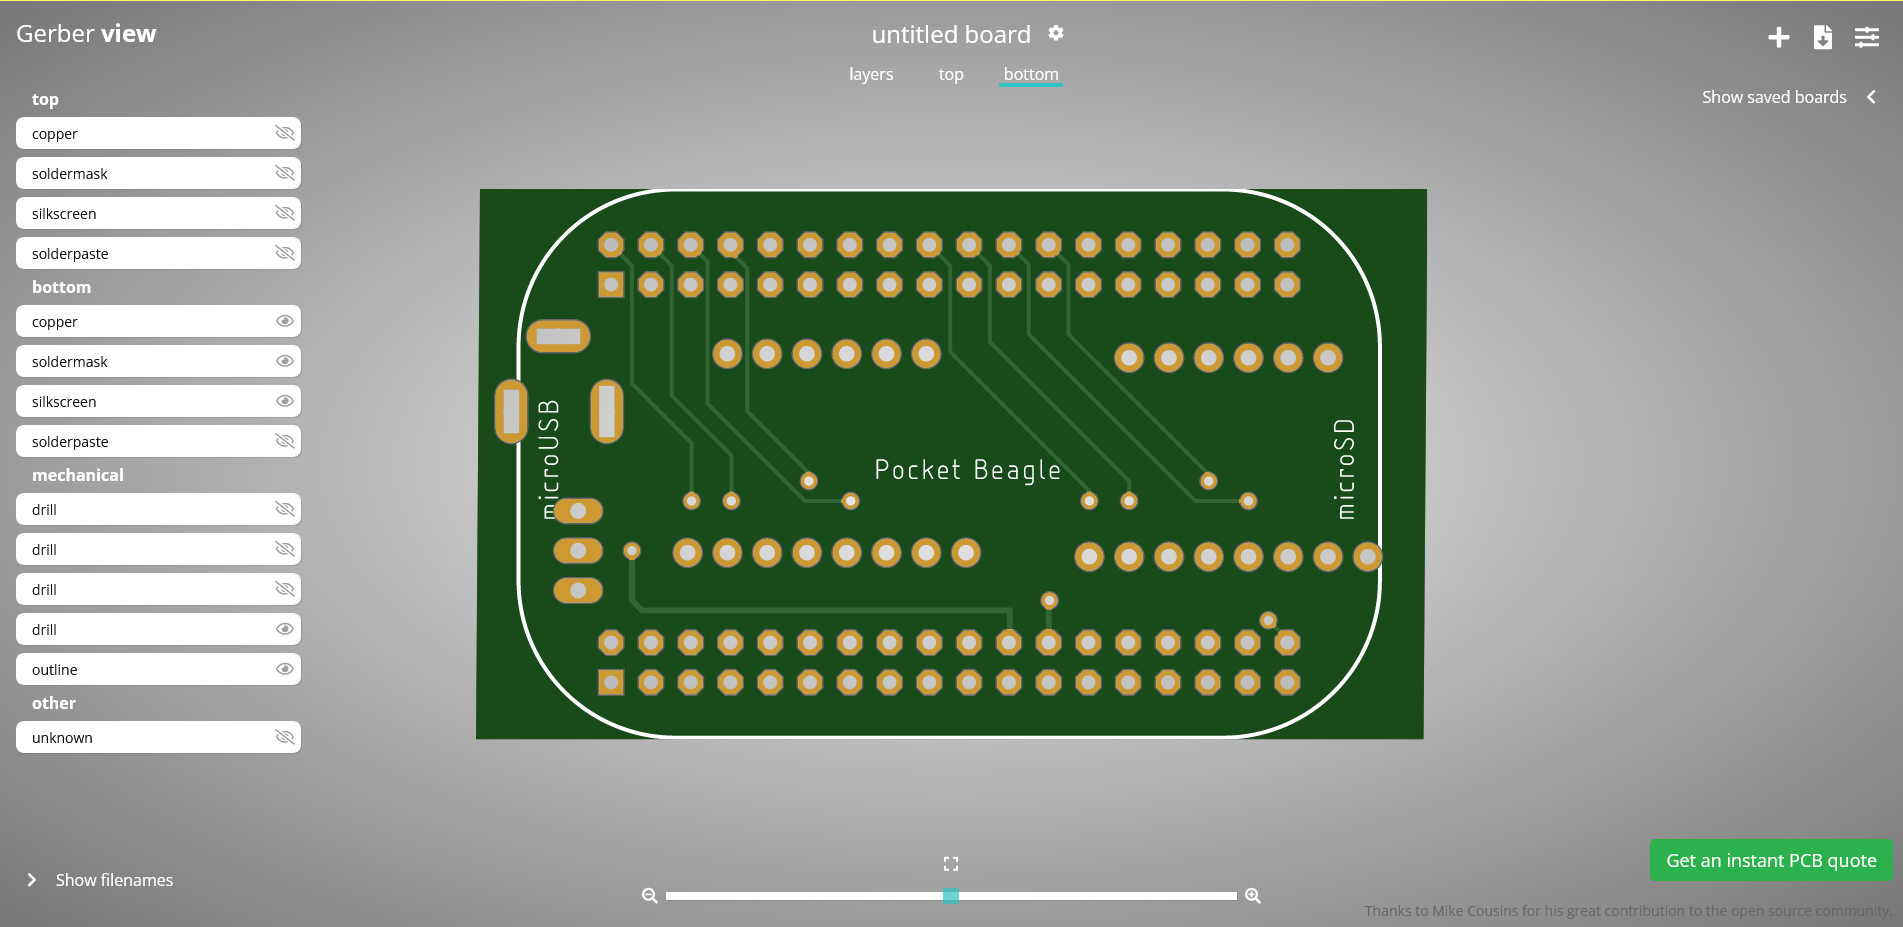 Gerber view
untitled board
layers
top
bottom
Show saved boards
top
copper
soldermask
silkscreen
solderpaste
bottom
copper
soldermask
silkscreen
solderpaste
mechanical
drill
drill
drill
drill
outline
other
unknown
microUSB
Pocket Beagle
microSD
Show filenames
Get an instant PCB quote
Thanks to Mike Cousins for his great contribution to the open source community.